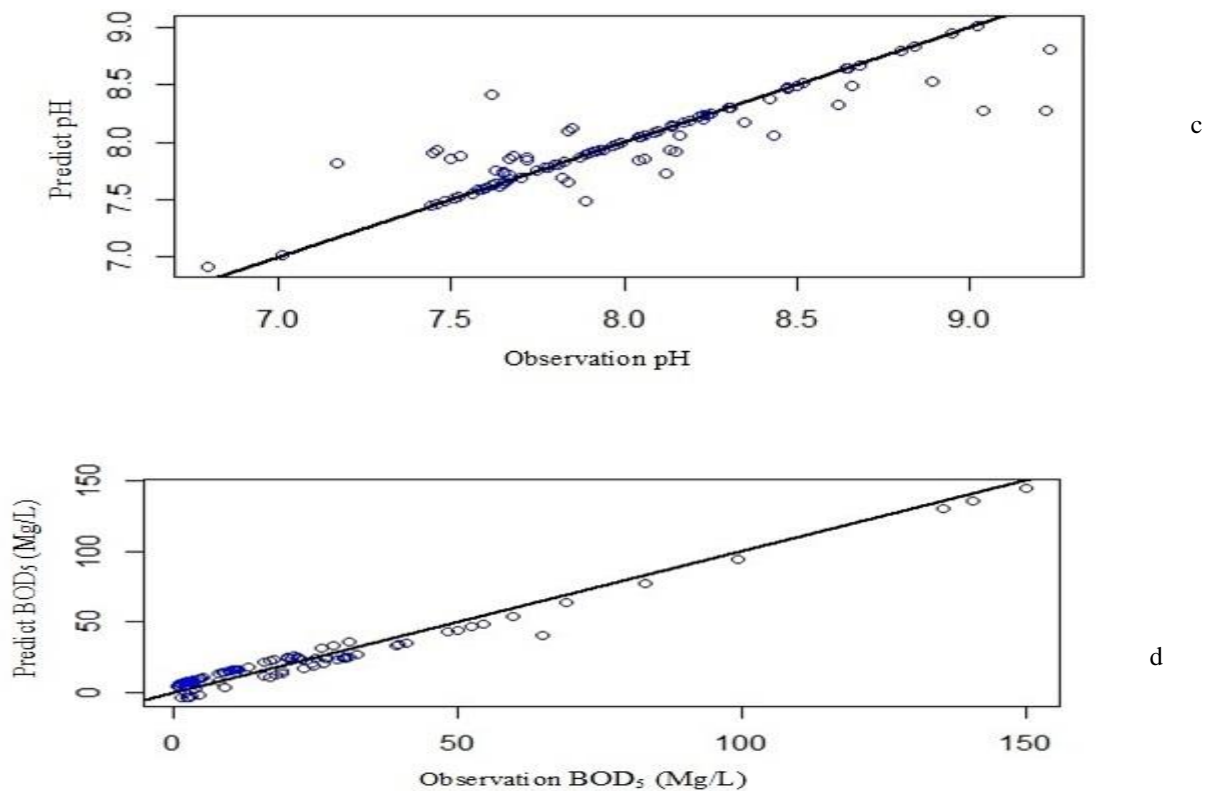 9.0
8.5
8.0
7.5
7.0
Predict pH
7.0 7.5 8.0 8.5 9.0
Observation pH
c
150
100
50
0
Predict BOD₅ (Mg/L)
0 50 100 150
Observation BOD₅ (Mg/L)
d